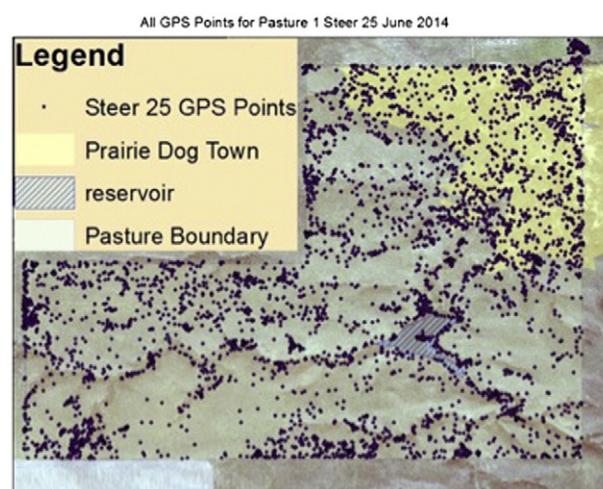 All GPS Points for Pasture 1 Steer 25 June 2014
Legend
Steer 25 GPS Points
Prairie Dog Town
reservoir
Pasture Boundary